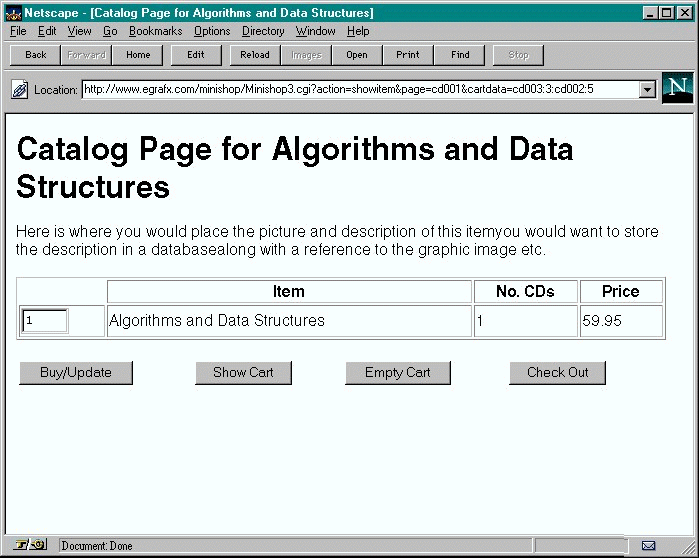 Netscape - [Catalog Page for Algorithms and Data Structures]
File Edit View Go Bookmarks Options Directory Window Help
Back Forward Home Edit Reload Images Open Print Find Stop
Location: http://www.egrafx.com/minishop/Minishop3.cgi?action=showitem&page=cd001&cartdata=cd003:3:cd002:5
N
Catalog Page for Algorithms and Data
Structures
Here is where you would place the picture and description of this itemyou would want to store
the description in a databasealong with a reference to the graphic image etc.
Item No. CDs Price
1 Algorithms and Data Structures 1 59.95
Buy/Update Show Cart Empty Cart Check Out
Document: Done